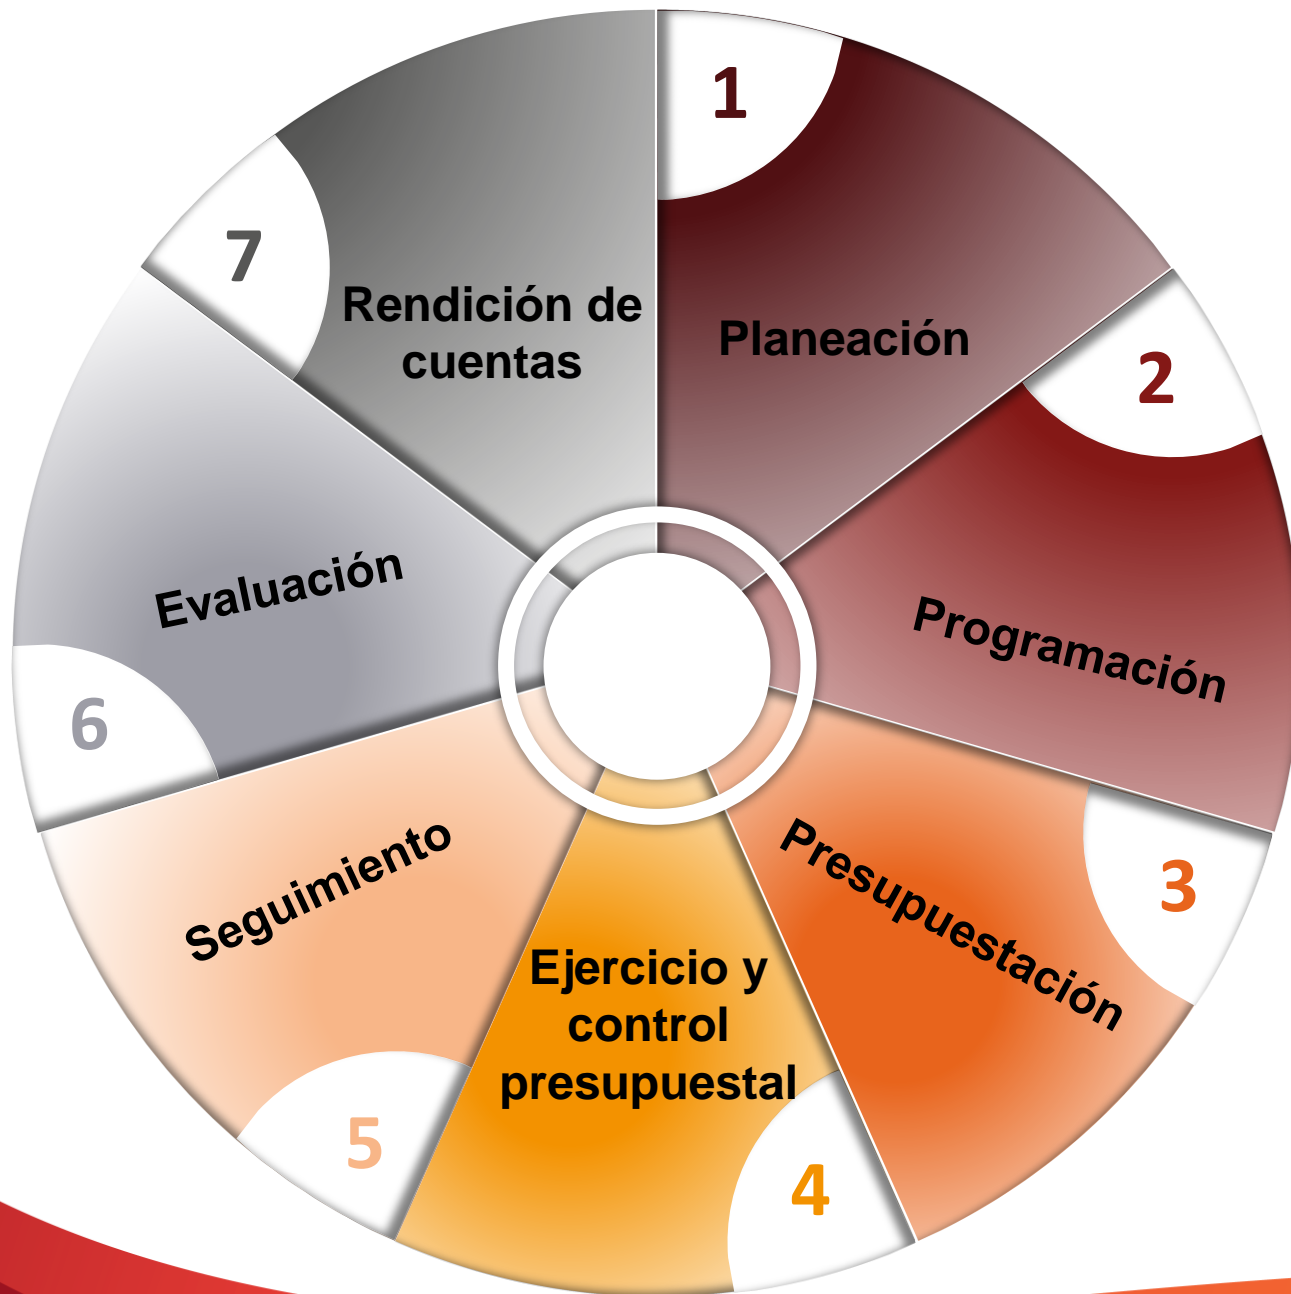 1
Planeación
2
Programación
3
Presupuestación
4
Ejercicio y
control
presupuestal
5
Seguimiento
6
Evaluación
7
Rendición de
cuentas